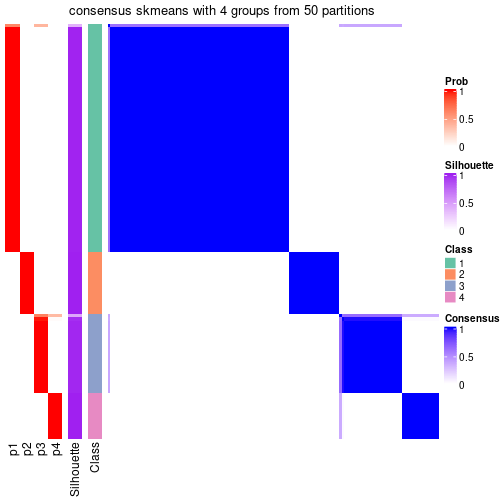 consensus skmeans with 4 groups from 50 partitions
Prob
1
0.5
0
Silhouette
1
0.5
0
Class
1
2
3
4
Consensus
1
0.5
0
p1
p2
p3
p4
Silhouette
Class